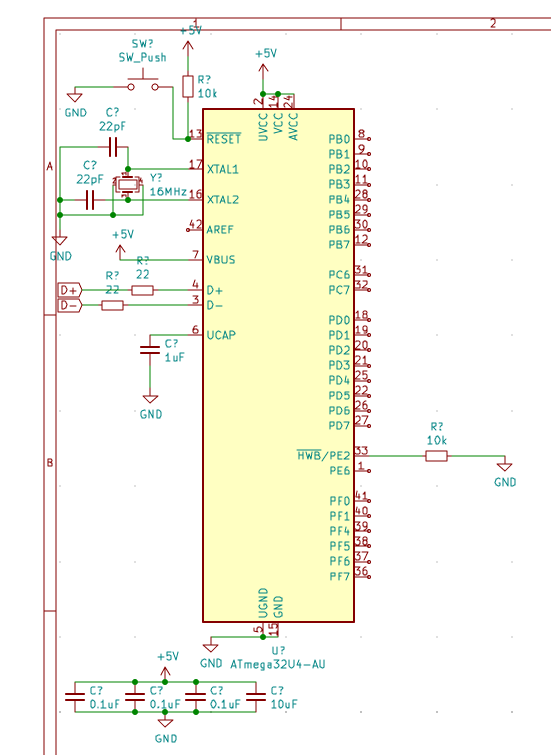 1
2
+5V
SW?
SW_Push
+5V
R?
10k
GND
C?
22pF
2
14
24
UVCC
VCC
AVCC
A
13
RESET
PB0
8
PB1
9
17
XTAL1
PB2
10
C?
22pF
Y?
16MHz
PB3
11
16
XTAL2
PB4
28
PB5
29
42
AREF
PB6
30
+5V
PB7
12
GND
7
VBUS
R?
22
PC6
31
D+
R?
22
4
D+
PC7
32
D-
3
D-
PD0
18
6
UCAP
PD1
19
C?
1uF
PD2
20
PD3
21
PD4
25
PD5
22
GND
PD6
26
PD7
27
R?
10k
B
HWB/PE2
33
PE6
1
GND
PF0
41
PF1
40
PF4
39
PF5
38
PF6
37
PF7
36
UGND
GND
5
15
GND
U?
ATmega32U4-AU
+5V
C?
0.1uF
C?
0.1uF
C?
0.1uF
C?
10uF
GND